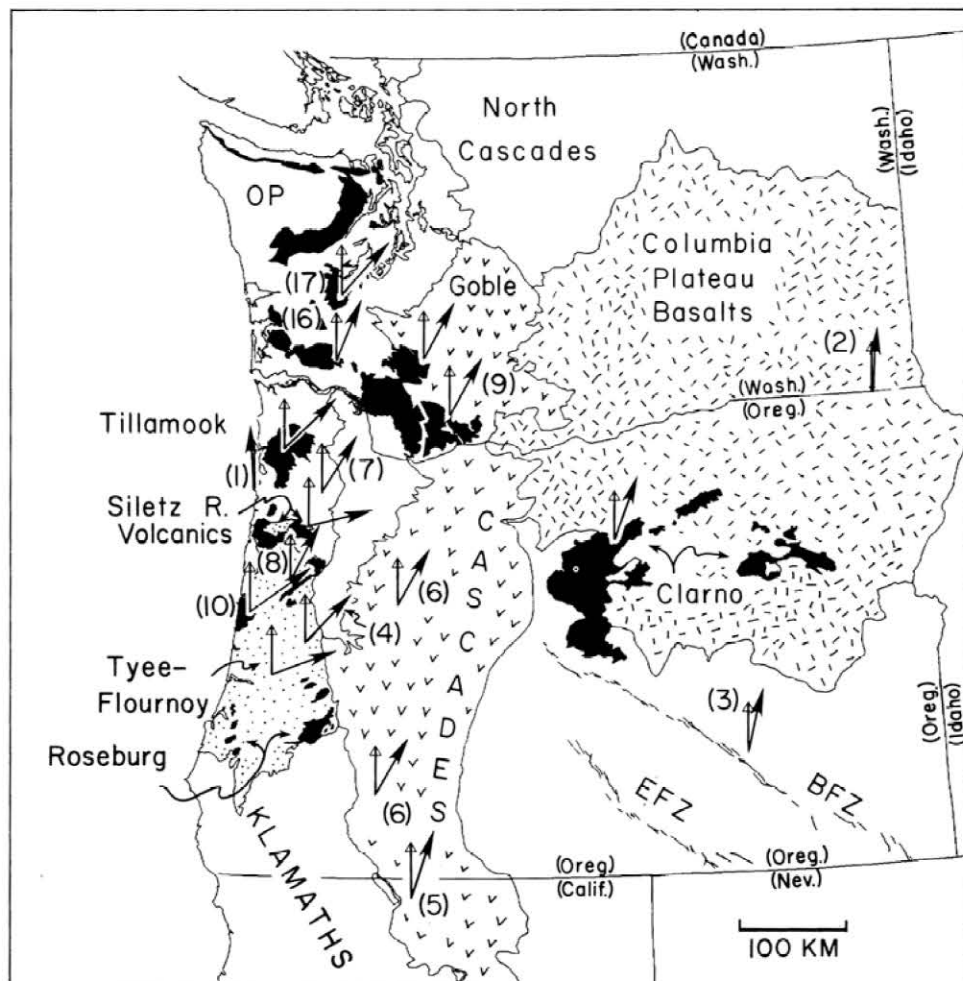 (Canada)
(Wash.)
North
Cascades
(Wash.)
(Idaho)
OP
Columbia
Plateau
Basalts
(17)
Goble
(16)
(2)
(9)
(Wash.)
(Oreg.)
Tillamook
(1)
(7)
Siletz R.
Volcanics
(8)
(6)
CASCADES
Clarno
(10)
(4)
Tyee-
Flournoy
(3)
(Oreg.)
(Idaho)
Roseburg
(6)
EFZ
BFZ
KLAMATHS
(Oreg)
(Calif.)
(Oreg.)
(Nev.)
(5)
100 KM